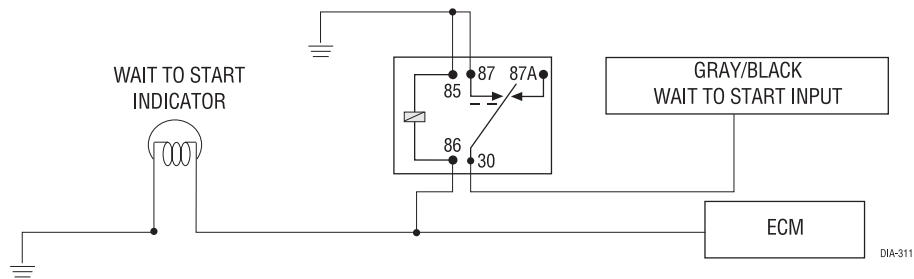 WAIT TO START
INDICATOR
85
87
87A
86
30
GRAY/BLACK
WAIT TO START INPUT
ECM
DIA-311